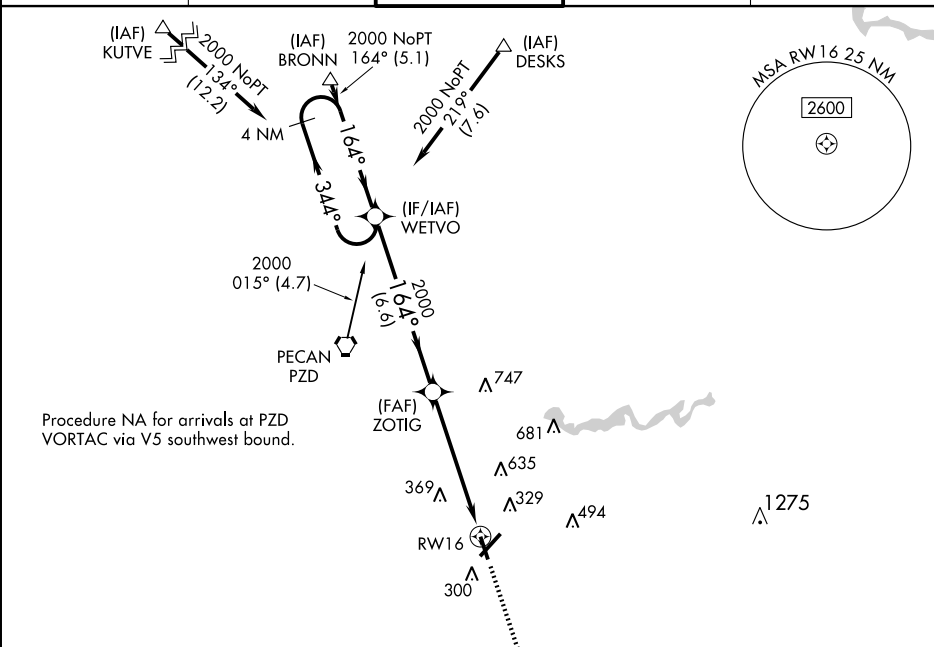 (IAF)
KUTVE
2000 NoPT
134°
(12.2)
(IAF)
BRONN
2000 NoPT
164° (5.1)
(IAF)
DESKS
2000 NoPT
219°
(7.6)
MSA RW16 25 NM
2600
4 NM
164°
344°
(IF/IAF)
WETVO
2000
015° (4.7)
2000
164°
(6.6)
PECAN
PZD
(FAF)
ZOTIG
747
Procedure NA for arrivals at PZD
VORTAC via V5 southwest bound.
681
635
369
329
494
1275
RW16
300